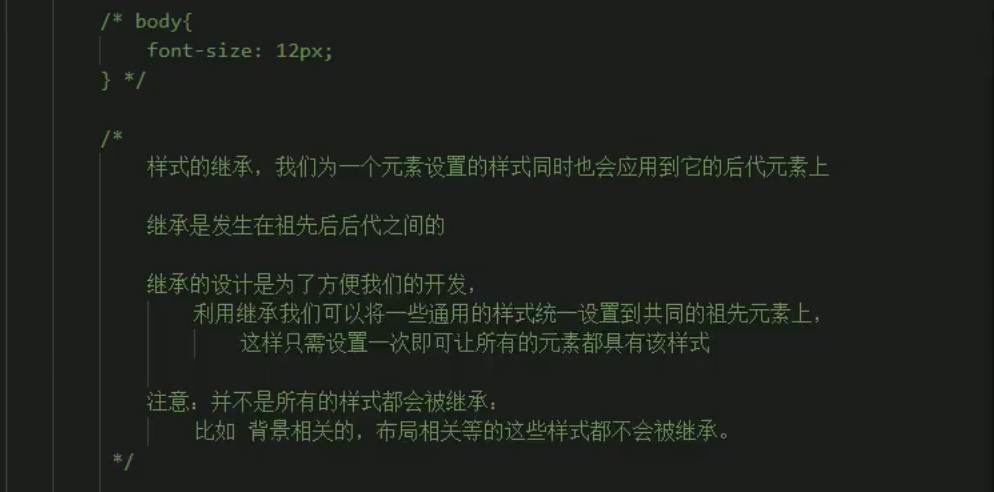 /* body{
font-size: 12px;
} */
/*
样式的继承，我们为一个元素设置的样式同时也会应用到它的后代元素上
继承是发生在祖先后后代之间的
继承的设计是为了方便我们的开发，
利用继承我们可以将一些通用的样式统一设置到共同的祖先元素上，
这样只需设置一次即可让所有的元素都具有该样式
注意：并不是所有的样式都会被继承：
比如 背景相关的，布局相关等的这些样式都不会被继承。
*/